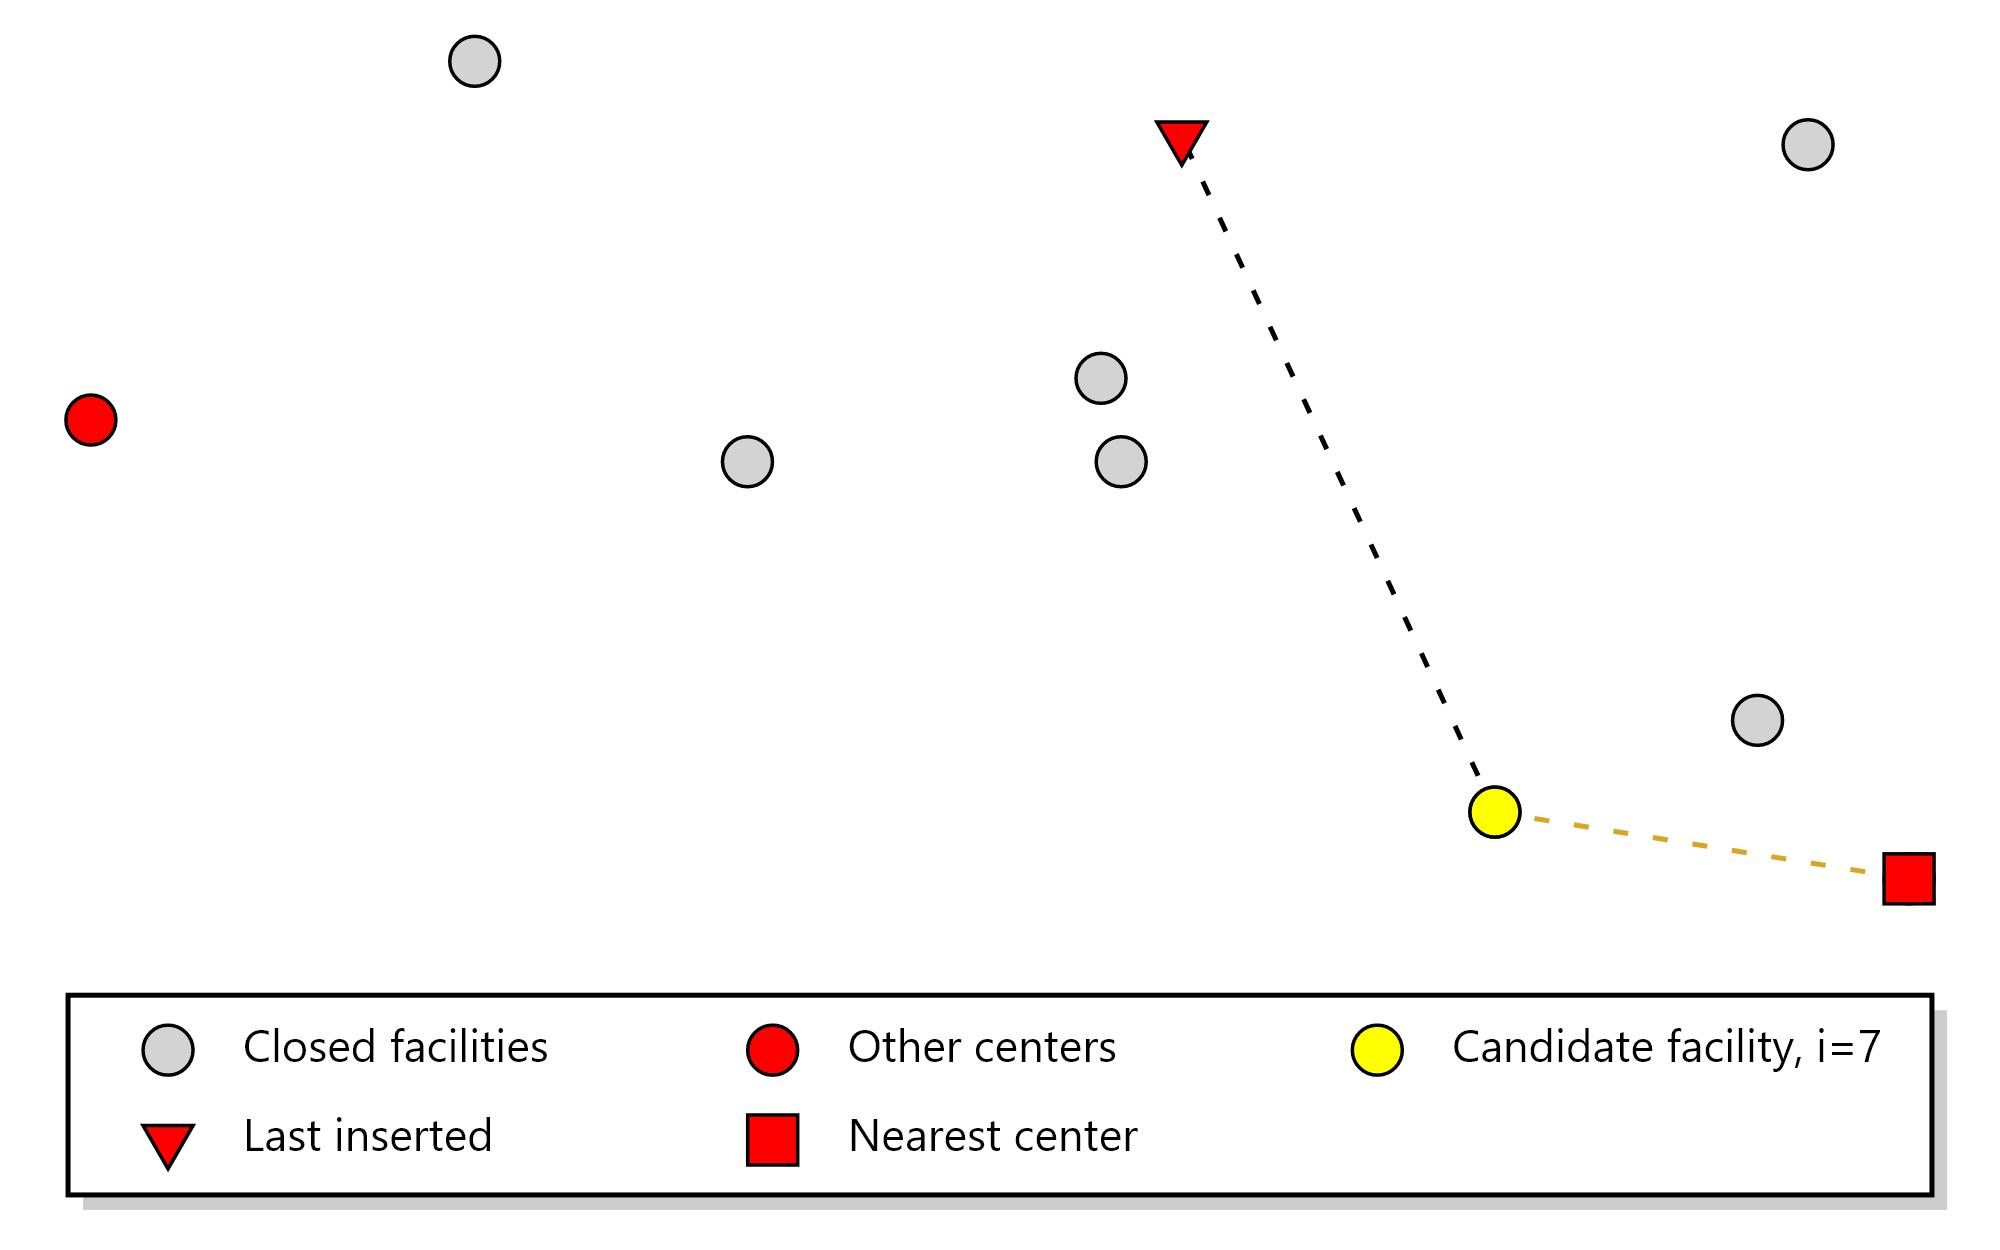 Closed facilities
Other centers
Candidate facility, i=7
Last inserted
Nearest center